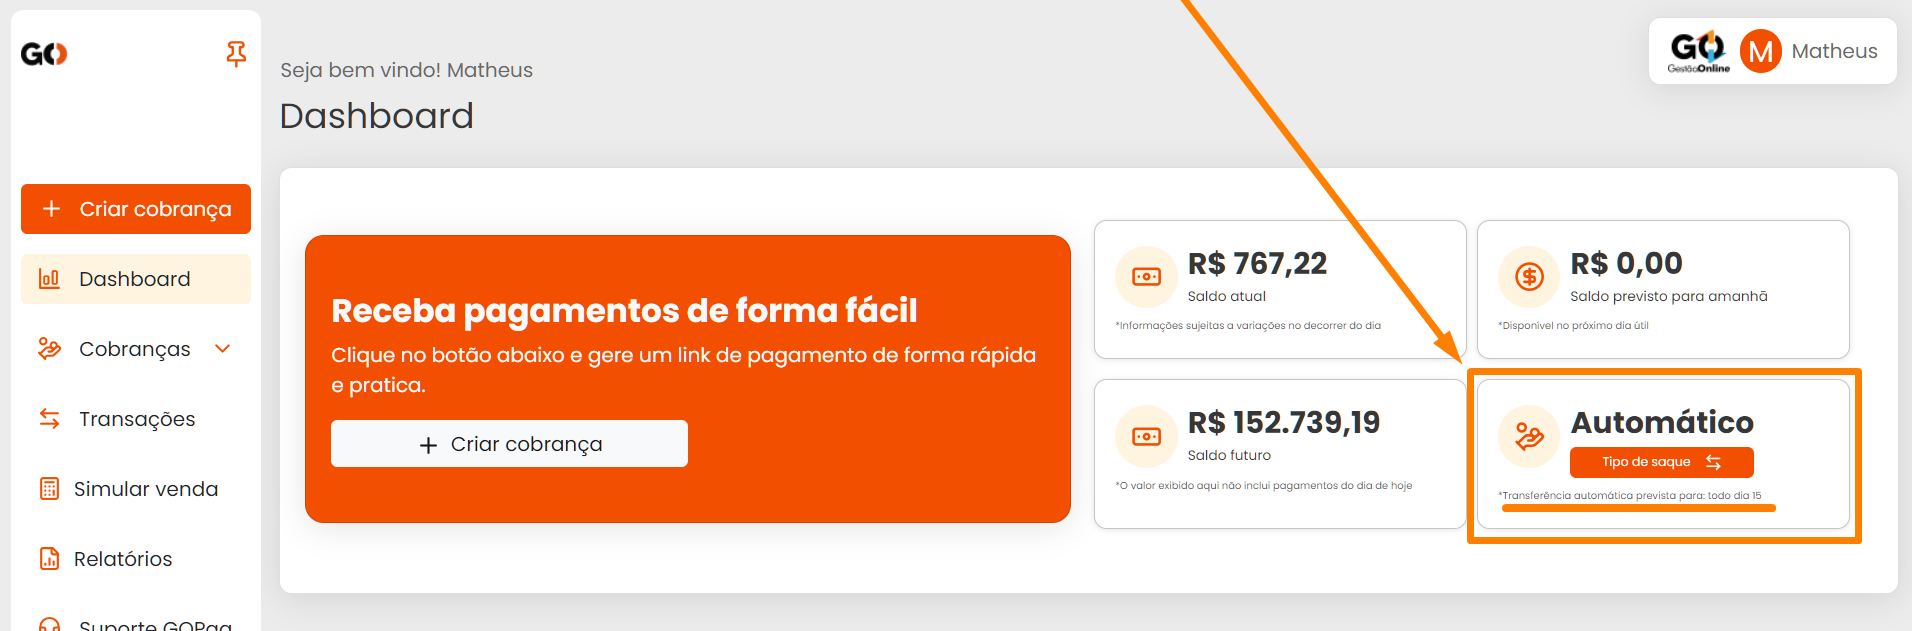 GO
Seja bem vindo! Matheus
Dashboard
GO
GestãoOnline
M
Matheus
Criar cobrança
Dashboard
Cobranças
Transações
Simular venda
Relatórios
Suporte GOPag
Receba pagamentos de forma fácil
Clique no botão abaixo e gere um link de pagamento de forma rápida
e pratica.
Criar cobrança
R$ 767,22
Saldo atual
*Informações sujeitas a variações no decorrer do dia
R$ 0,00
Saldo previsto para amanhã
*Disponível no próximo dia útil
R$ 152.739,19
Saldo futuro
*O valor exibido aqui não inclui pagamentos do dia de hoje
Automático
Tipo de saque
*Transferência automática prevista para: todo dia 15